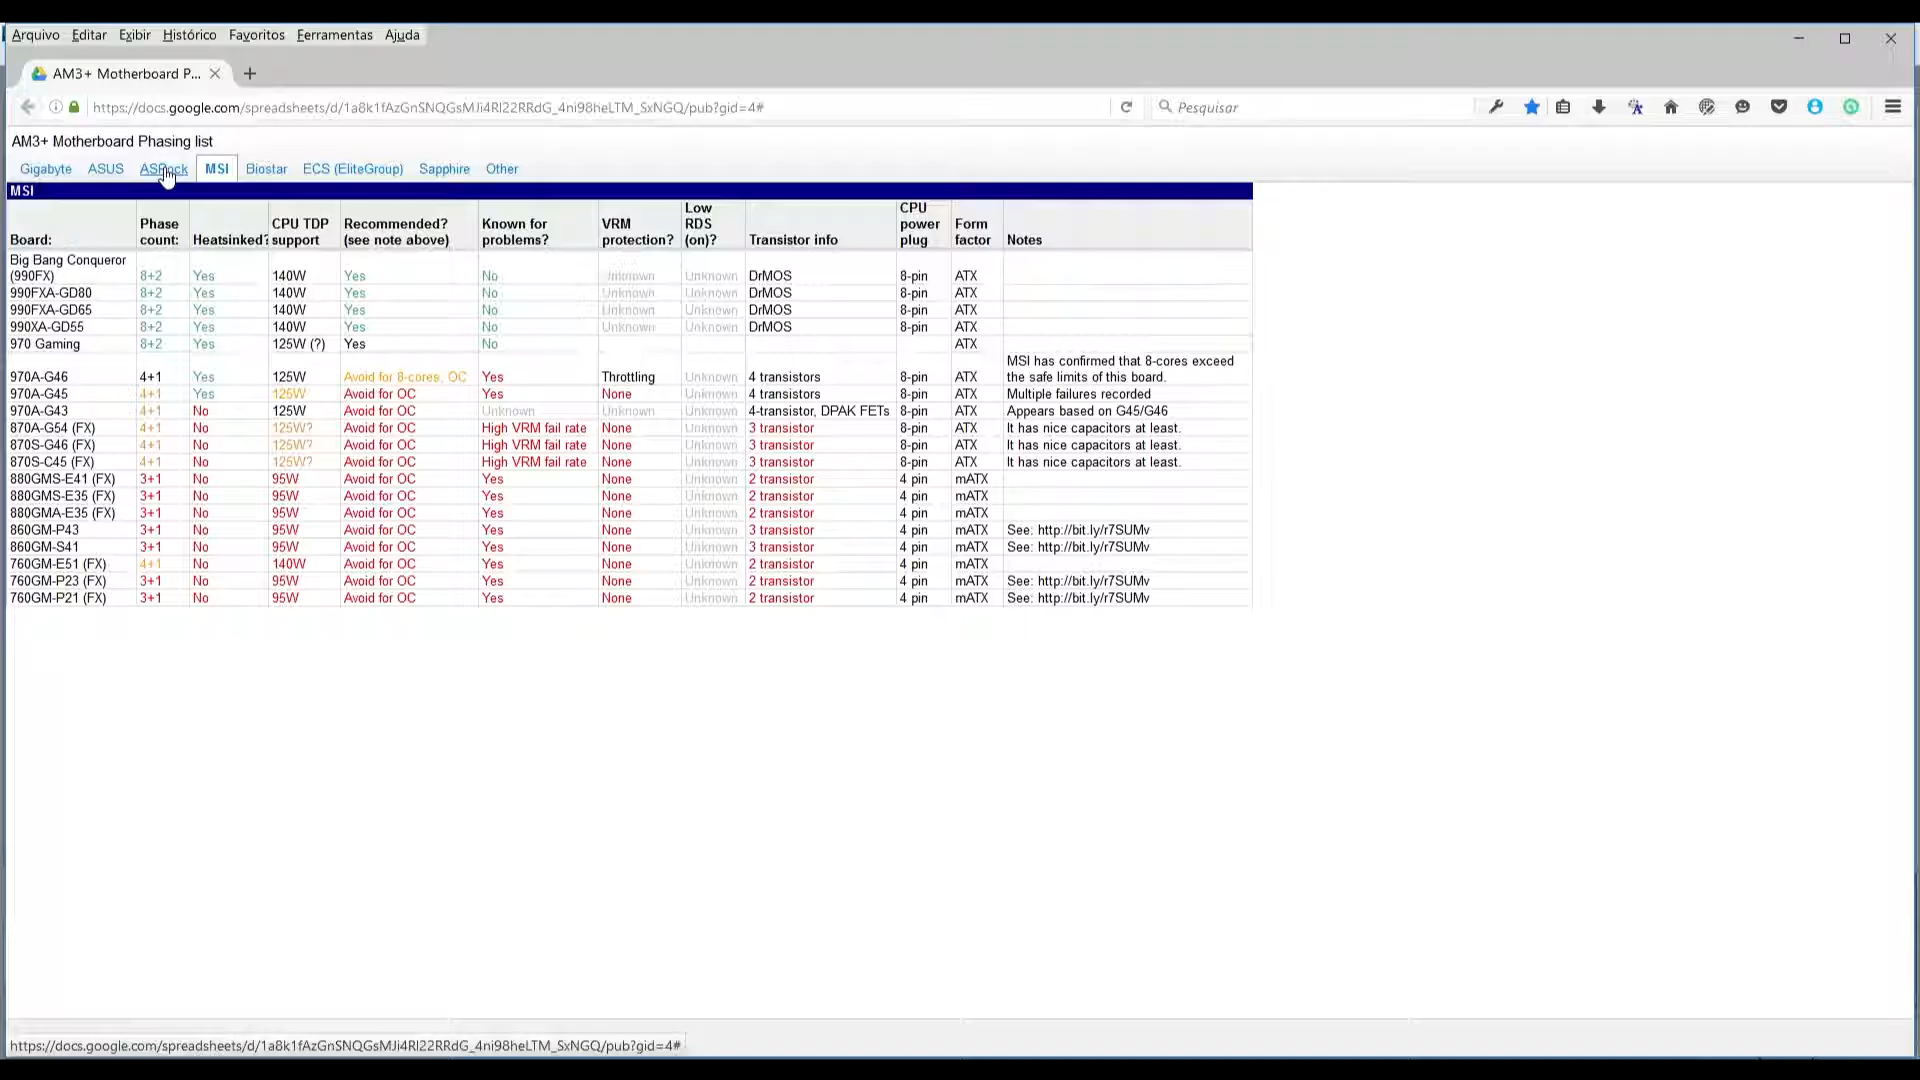 Arquivo Editar Exibir Histórico Favoritos Ferramentas Ajuda
AM3+ Motherboard P...
https://docs.google.com/spreadsheets/d/1a8k1fAzGnSNQGsMJi4Rl22RRdG_4ni98heLTM_SxNGQ/pub?gid=4#
Pesquisar
AM3+ Motherboard Phasing list
Gigabyte ASUS ASRock MSI Biostar ECS (EliteGroup) Sapphire Other
MSI
Board: Phase count: Heatsinked? CPU TDP support Recommended? (see note above) Known for problems? VRM protection? Low RDS (on)? Transistor info CPU power plug Form factor Notes
Big Bang Conqueror (990FX) 8+2 Yes 140W Yes No Unknown Unknown DrMOS 8-pin ATX
990FXA-GD80 8+2 Yes 140W Yes No Unknown Unknown DrMOS 8-pin ATX
990FXA-GD65 8+2 Yes 140W Yes No Unknown Unknown DrMOS 8-pin ATX
990XA-GD55 8+2 Yes 140W Yes No Unknown Unknown DrMOS 8-pin ATX
970 Gaming 8+2 Yes 125W (?) Yes No ATX
970A-G46 4+1 Yes 125W Avoid for 8-cores, OC Yes Throttling Unknown 4 transistors 8-pin ATX MSI has confirmed that 8-cores exceed the safe limits of this board.
970A-G45 4+1 Yes 125W Avoid for OC Yes None Unknown 4 transistors 8-pin ATX Multiple failures recorded
970A-G43 4+1 No 125W Avoid for OC Unknown Unknown Unknown 4-transistor, DPAK FETs 8-pin ATX Appears based on G45/G46
870A-G54 (FX) 4+1 No 125W? Avoid for OC High VRM fail rate None Unknown 3 transistor 8-pin ATX It has nice capacitors at least.
870S-G46 (FX) 4+1 No 125W? Avoid for OC High VRM fail rate None Unknown 3 transistor 8-pin ATX It has nice capacitors at least.
870S-C45 (FX) 4+1 No 125W? Avoid for OC High VRM fail rate None Unknown 3 transistor 8-pin ATX It has nice capacitors at least.
880GMS-E41 (FX) 3+1 No 95W Avoid for OC Yes None Unknown 2 transistor 4 pin mATX
880GMS-E35 (FX) 3+1 No 95W Avoid for OC Yes None Unknown 2 transistor 4 pin mATX
880GMA-E35 (FX) 3+1 No 95W Avoid for OC Yes None Unknown 2 transistor 4 pin mATX
860GM-P43 3+1 No 95W Avoid for OC Yes None Unknown 3 transistor 4 pin mATX See: http://bit.ly/r7SUMv
860GM-S41 3+1 No 95W Avoid for OC Yes None Unknown 3 transistor 4 pin mATX See: http://bit.ly/r7SUMv
760GM-E51 (FX) 4+1 No 140W Avoid for OC Yes None Unknown 2 transistor 4 pin mATX
760GM-P23 (FX) 3+1 No 95W Avoid for OC Yes None Unknown 2 transistor 4 pin mATX See: http://bit.ly/r7SUMv
760GM-P21 (FX) 3+1 No 95W Avoid for OC Yes None Unknown 2 transistor 4 pin mATX See: http://bit.ly/r7SUMv
https://docs.google.com/spreadsheets/d/1a8k1fAzGnSNQGsMJi4Rl22RRdG_4ni98heLTM_SxNGQ/pub?gid=4#